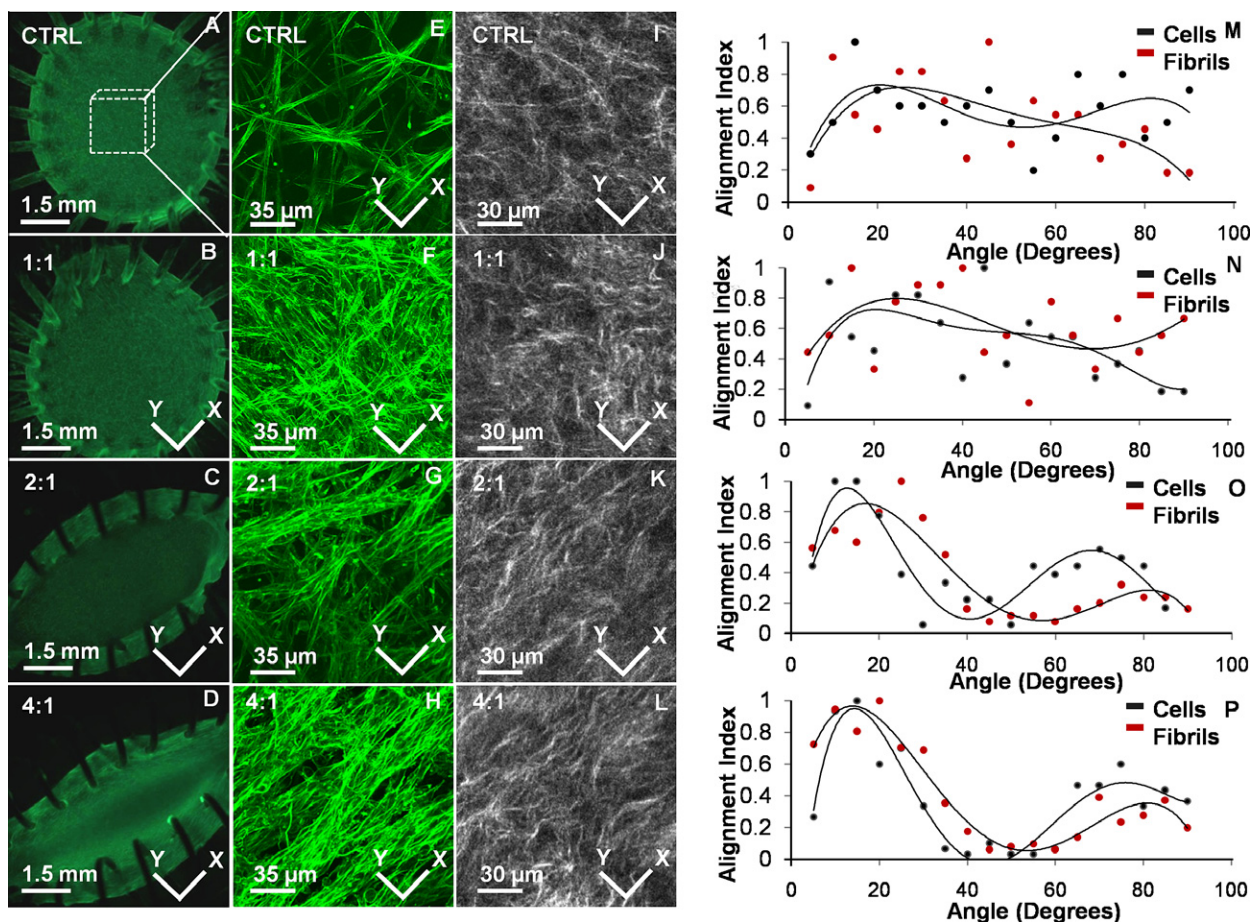 CTRL A
1.5 mm
CTRL E
Y X
35 µm
CTRL I
Y X
30 µm
1:1 B
Y X
1.5 mm
1:1 F
Y X
35 µm
1:1 J
Y X
30 µm
2:1 C
Y X
1.5 mm
2:1 G
Y X
35 µm
2:1 K
Y X
30 µm
4:1 D
Y X
1.5 mm
4:1 H
Y X
35 µm
4:1 L
Y X
30 µm
Alignment Index
1
0.8
0.6
0.4
0.2
0
Cells M
Fibrils
0 20 40 60 80 100
Angle (Degrees)
Alignment Index
1
0.8
0.6
0.4
0.2
0
Cells N
Fibrils
0 20 40 60 80 100
Angle (Degrees)
Alignment Index
1
0.8
0.6
0.4
0.2
0
Cells O
Fibrils
0 20 40 60 80 100
Angle (Degrees)
Alignment Index
1
0.8
0.6
0.4
0.2
0
Cells P
Fibrils
0 20 40 60 80 100
Angle (Degrees)